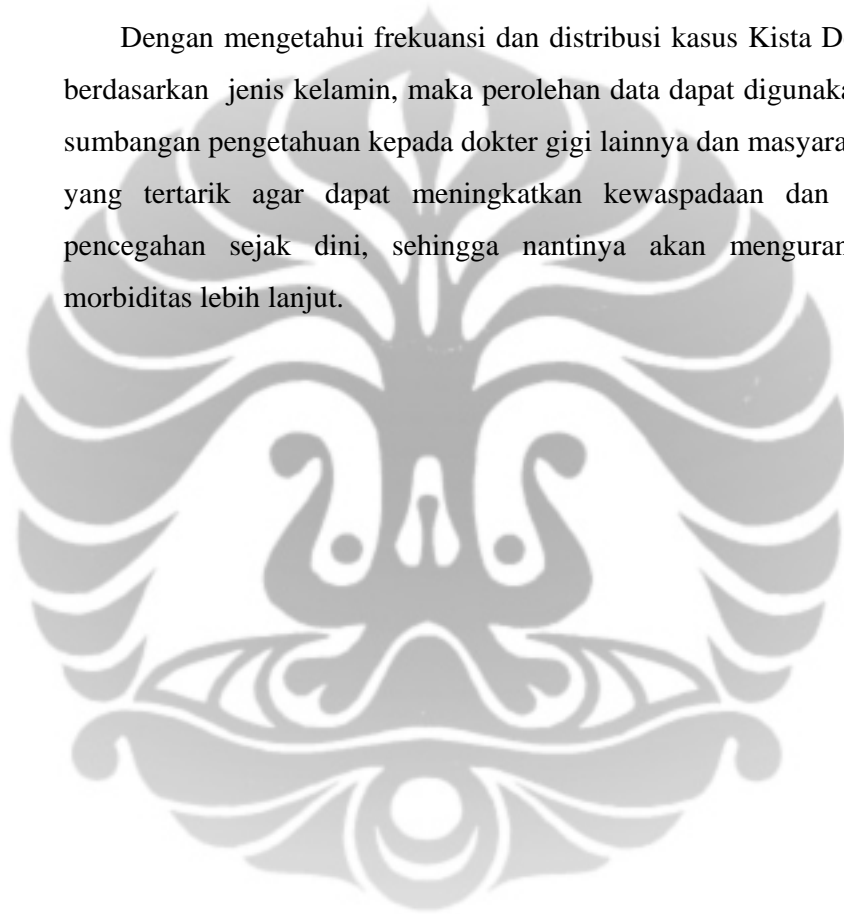 Dengan mengetahui frekuansi dan distribusi kasus Kista D
berdasarkan jenis kelamin, maka perolehan data dapat digunaka
sumbangan pengetahuan kepada dokter gigi lainnya dan masyara
yang tertarik agar dapat meningkatkan kewaspadaan dan
pencegahan sejak dini, sehingga nantinya akan menguran
morbiditas lebih lanjut.